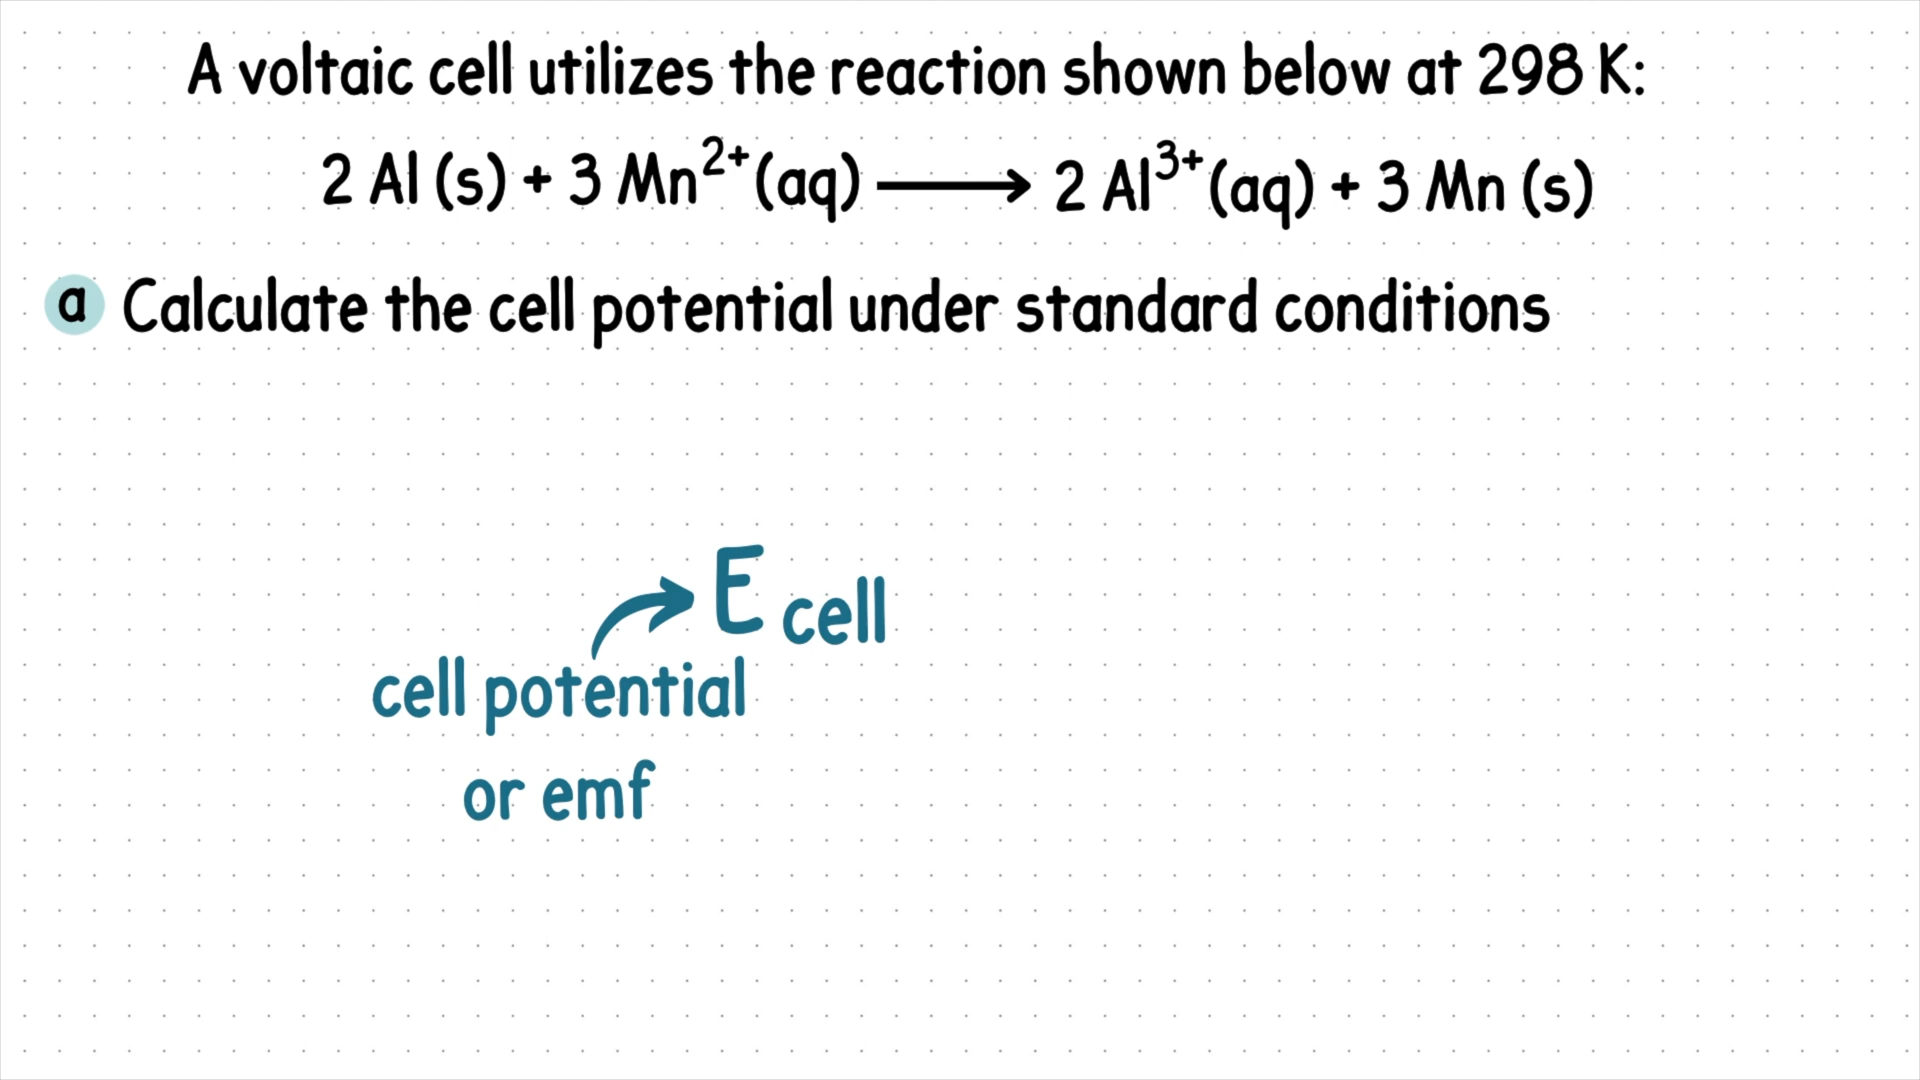 A voltaic cell utilizes the reaction shown below at 298 K:
2 Al (s) + 3 Mn²⁺(aq) ⟶ 2 Al³⁺(aq) + 3 Mn (s)
a Calculate the cell potential under standard conditions
E cell
cell potential
or emf